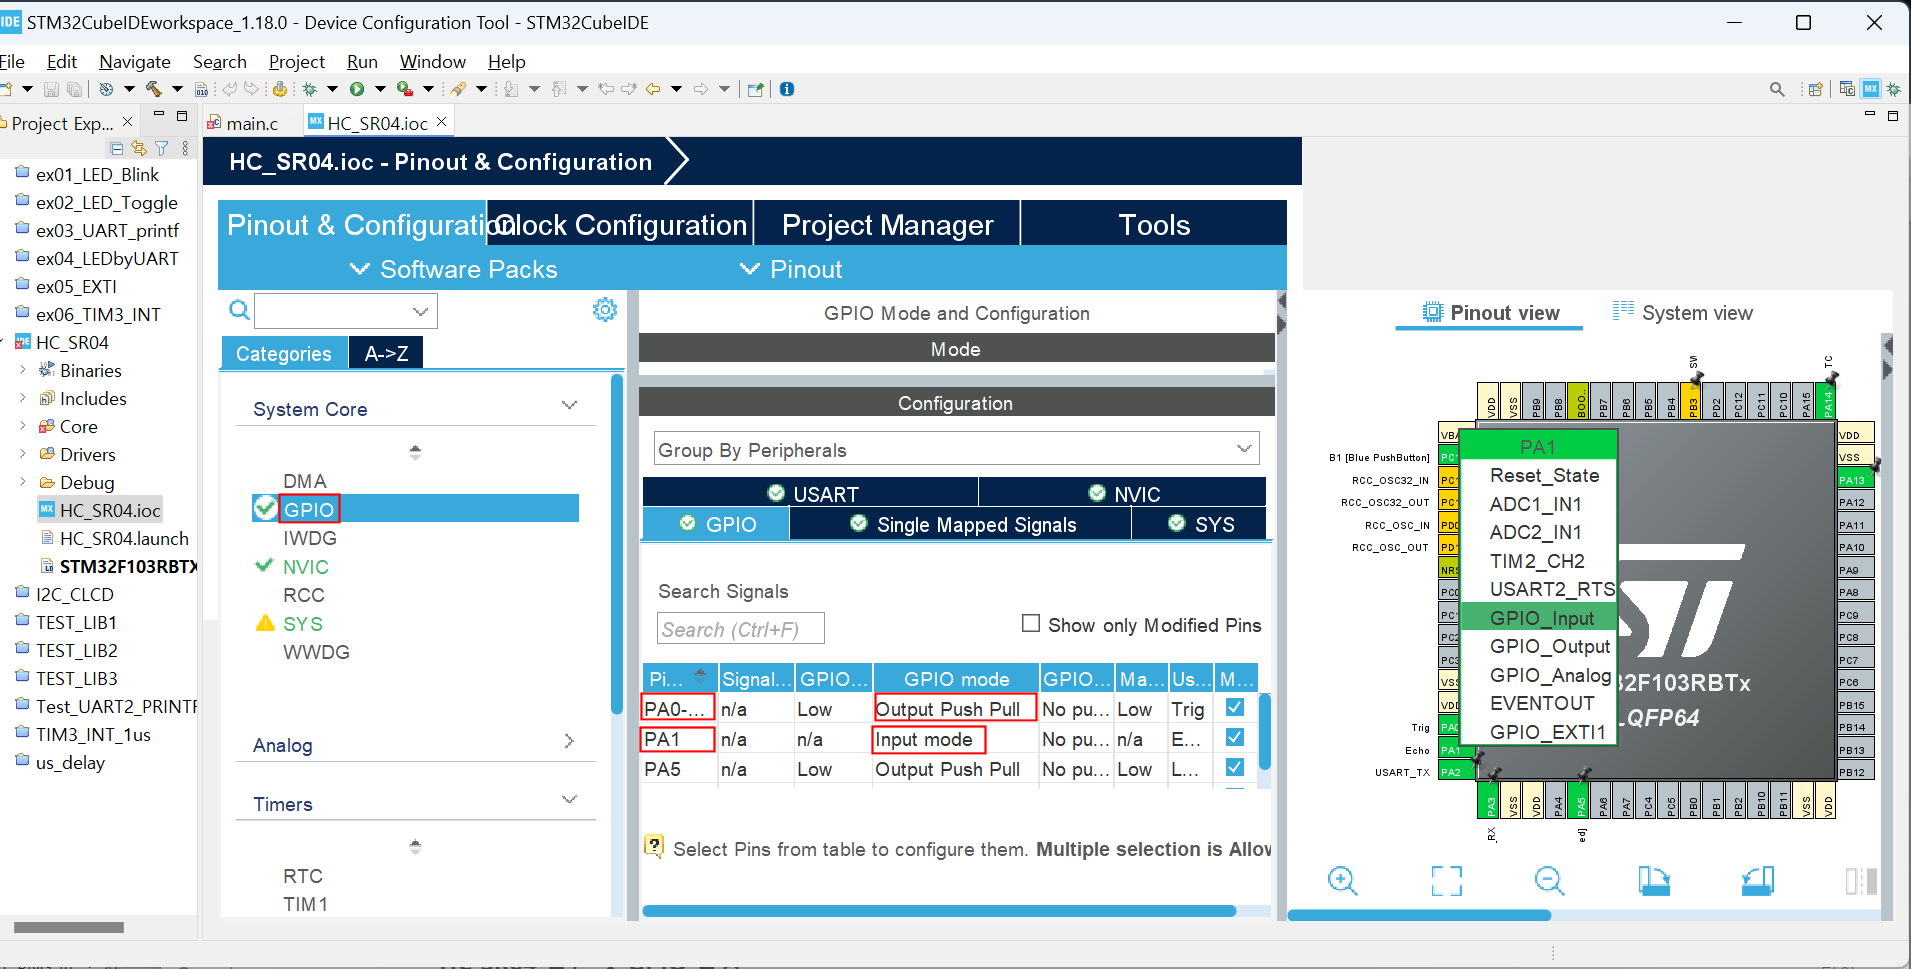 IDE STM32CubeIDEworkspace_1.18.0 - Device Configuration Tool - STM32CubeIDE
File Edit Navigate Search Project Run Window Help
Project Exp...
main.c
MX HC_SR04.ioc
HC_SR04.ioc - Pinout & Configuration
ex01_LED_Blink
ex02_LED_Toggle
ex03_UART_printf
ex04_LEDbyUART
ex05_EXTI
ex06_TIM3_INT
HC_SR04
Binaries
Includes
Core
Drivers
Debug
MX HC_SR04.ioc
HC_SR04.launch
STM32F103RBTX
I2C_CLCD
TEST_LIB1
TEST_LIB2
TEST_LIB3
Test_UART2_PRINTF
TIM3_INT_1us
us_delay
Pinout & Configuration
Clock Configuration
Project Manager
Tools
Software Packs
Pinout
Categories
A->Z
System Core
DMA
GPIO
IWDG
NVIC
RCC
SYS
WWDG
Analog
Timers
RTC
TIM1
GPIO Mode and Configuration
Mode
Configuration
Group By Peripherals
USART
NVIC
GPIO
Single Mapped Signals
SYS
Search Signals
Search (Ctrl+F)
Show only Modified Pins
Pi... Signal... GPIO... GPIO mode GPIO... Ma... Us... M...
PA0-... n/a Low Output Push Pull No pu... Low Trig
PA1 n/a n/a Input mode No pu... n/a E...
PA5 n/a Low Output Push Pull No pu... Low L...
Select Pins from table to configure them. Multiple selection is Allow
Pinout view
System view
SW
TC
VDD VSS PB9 PB8 BOO.. PB7 PB6 PB5 PB4 PB3 PD2 PC12 PC11 PC10 PA15 PA14
VBA
B1 [Blue PushButton] PC1
RCC_OSC32_IN PC1
RCC_OSC32_OUT PC1
RCC_OSC_IN PD0
RCC_OSC_OUT PD1
NRS
PC0
PC1
PC2
PC3
VSS
VDD
Trig PA0
Echo PA1
USART_TX PA2
PA1
Reset_State
ADC1_IN1
ADC2_IN1
TIM2_CH2
USART2_RTS
GPIO_Input
GPIO_Output
GPIO_Analog
EVENTOUT
GPIO_EXTI1
32F103RBTx
LQFP64
VDD
VSS
PA13
PA12
PA11
PA10
PA9
PA8
PC9
PC8
PC7
PC6
PB15
PB14
PB13
PB12
PA3 VSS VDD PA4 PA5 PA6 PA7 PC4 PC5 PB0 PB1 PB2 PB10 PB11 VSS VDD
_RX
ed]